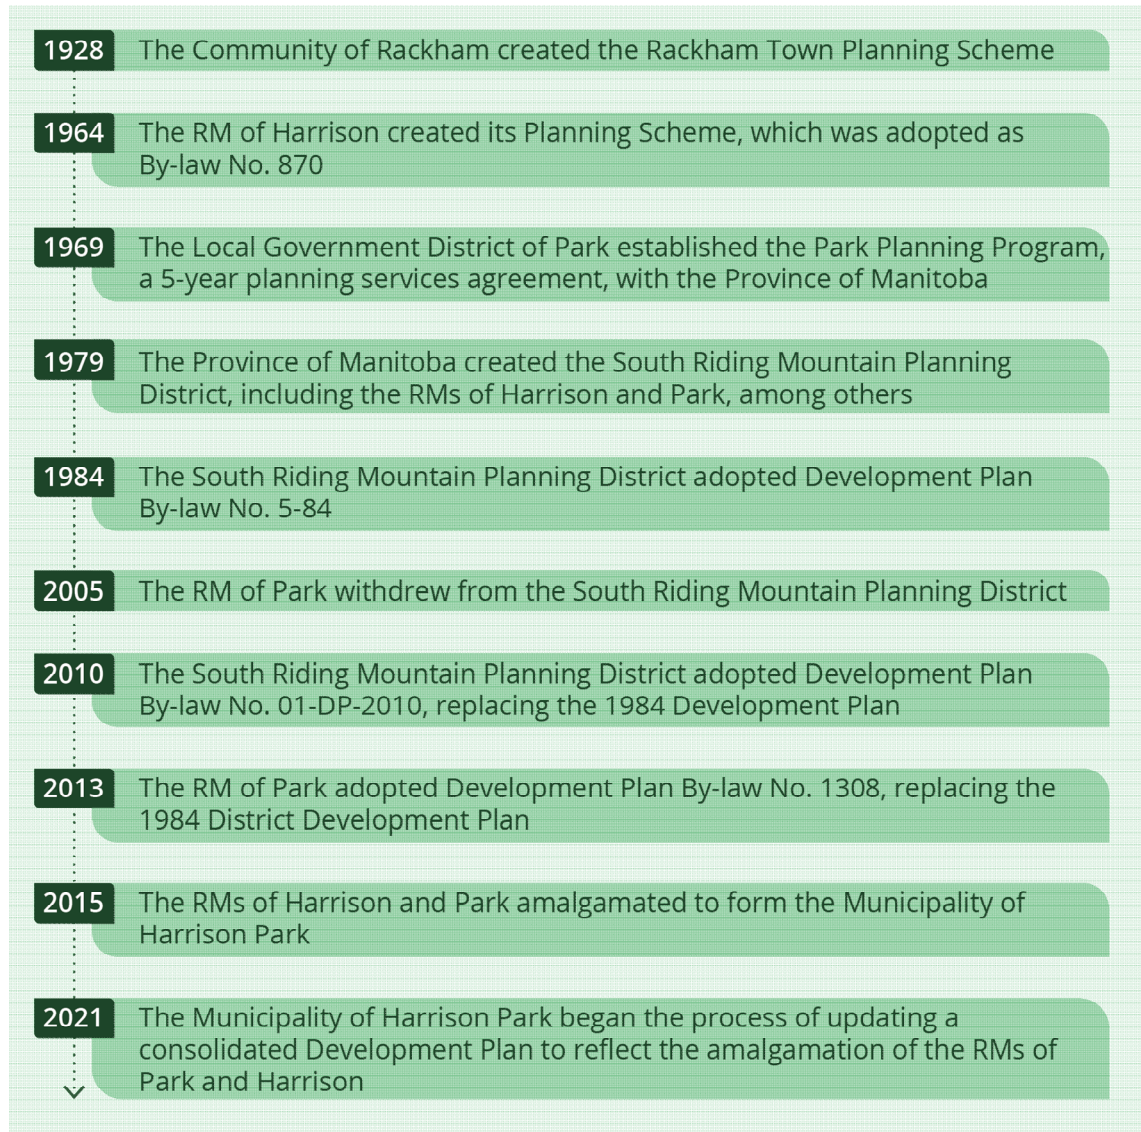 1928
The Community of Rackham created the Rackham Town Planning Scheme
1964
The RM of Harrison created its Planning Scheme, which was adopted as
By-law No. 870
1969
The Local Government District of Park established the Park Planning Program,
a 5-year planning services agreement, with the Province of Manitoba
1979
The Province of Manitoba created the South Riding Mountain Planning
District, including the RMs of Harrison and Park, among others
1984
The South Riding Mountain Planning District adopted Development Plan
By-law No. 5-84
2005
The RM of Park withdrew from the South Riding Mountain Planning District
2010
The South Riding Mountain Planning District adopted Development Plan
By-law No. 01-DP-2010, replacing the 1984 Development Plan
2013
The RM of Park adopted Development Plan By-law No. 1308, replacing the
1984 District Development Plan
2015
The RMs of Harrison and Park amalgamated to form the Municipality of
Harrison Park
2021
The Municipality of Harrison Park began the process of updating a
consolidated Development Plan to reflect the amalgamation of the RMs of
Park and Harrison